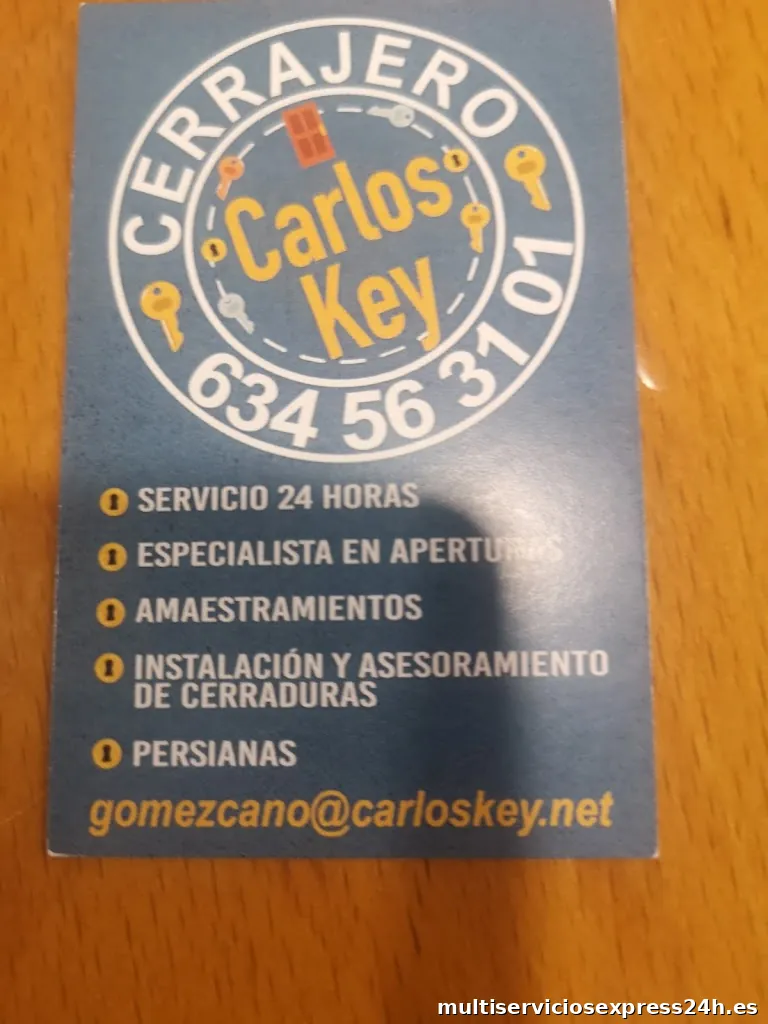 CERRAJERO
Carlos
Key
634 56 31 01
SERVICIO 24 HORAS
ESPECIALISTA EN APERTURAS
AMAESTRAMIENTOS
INSTALACIÓN Y ASESORAMIENTO
DE CERRADURAS
PERSIANAS
gomezcano@carloskey.net
multiserviciosexpress24h.es